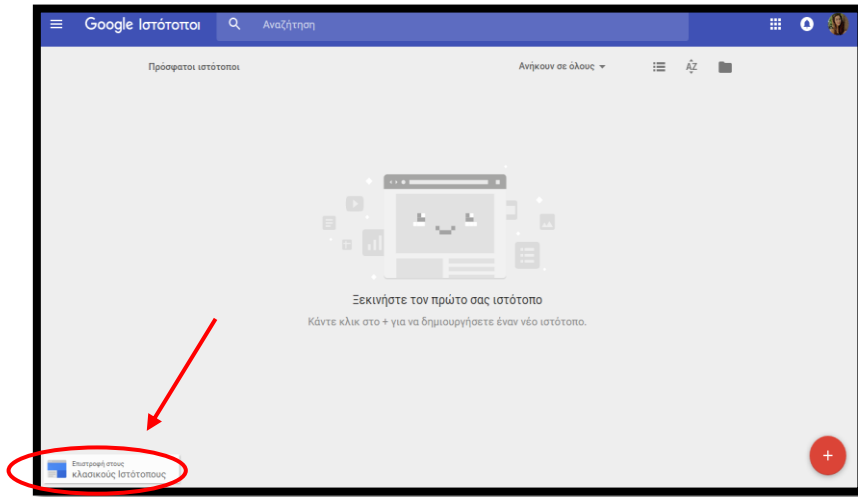 Google Ιστότοποι
Αναζήτηση
Πρόσφατοι ιστότοποι
Ανήκουν σε όλους
AZ
Ξεκινήστε τον πρώτο σας ιστότοπο
Κάντε κλικ στο + για να δημιουργήσετε έναν νέο ιστότοπο.
Επιστροφή στους
κλασικούς Ιστότοπους
+